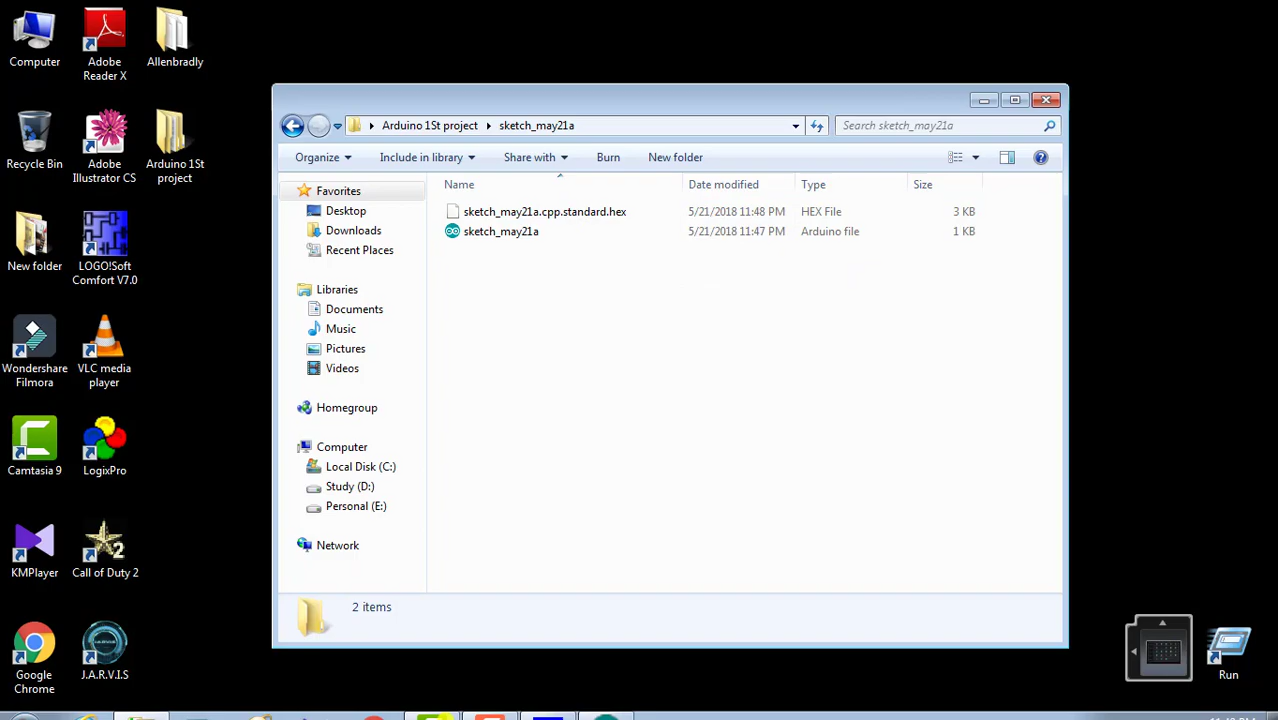 Computer
Adobe
Reader X
Allenbradly
Recycle Bin
Adobe
Illustrator CS
Arduino 1St
project
New folder
LOGO!Soft
Comfort V7.0
Wondershare
Filmora
VLC media
player
Camtasia 9
LogixPro
KMPlayer
2
Call of Duty 2
Google
Chrome
J.A.R.V.I.S
Arduino 1St project
sketch_may21a
Search sketch_may21a
Organize
Include in library
Share with
Burn
New folder
Favorites
Desktop
Downloads
Recent Places
Libraries
Documents
Music
Pictures
Videos
Homegroup
Computer
Local Disk (C:)
Study (D:)
Personal (E:)
Network
Name Date modified Type Size
sketch_may21a.cpp.standard.hex 5/21/2018 11:48 PM HEX File 3 KB
sketch_may21a 5/21/2018 11:47 PM Arduino file 1 KB
2 items
Run